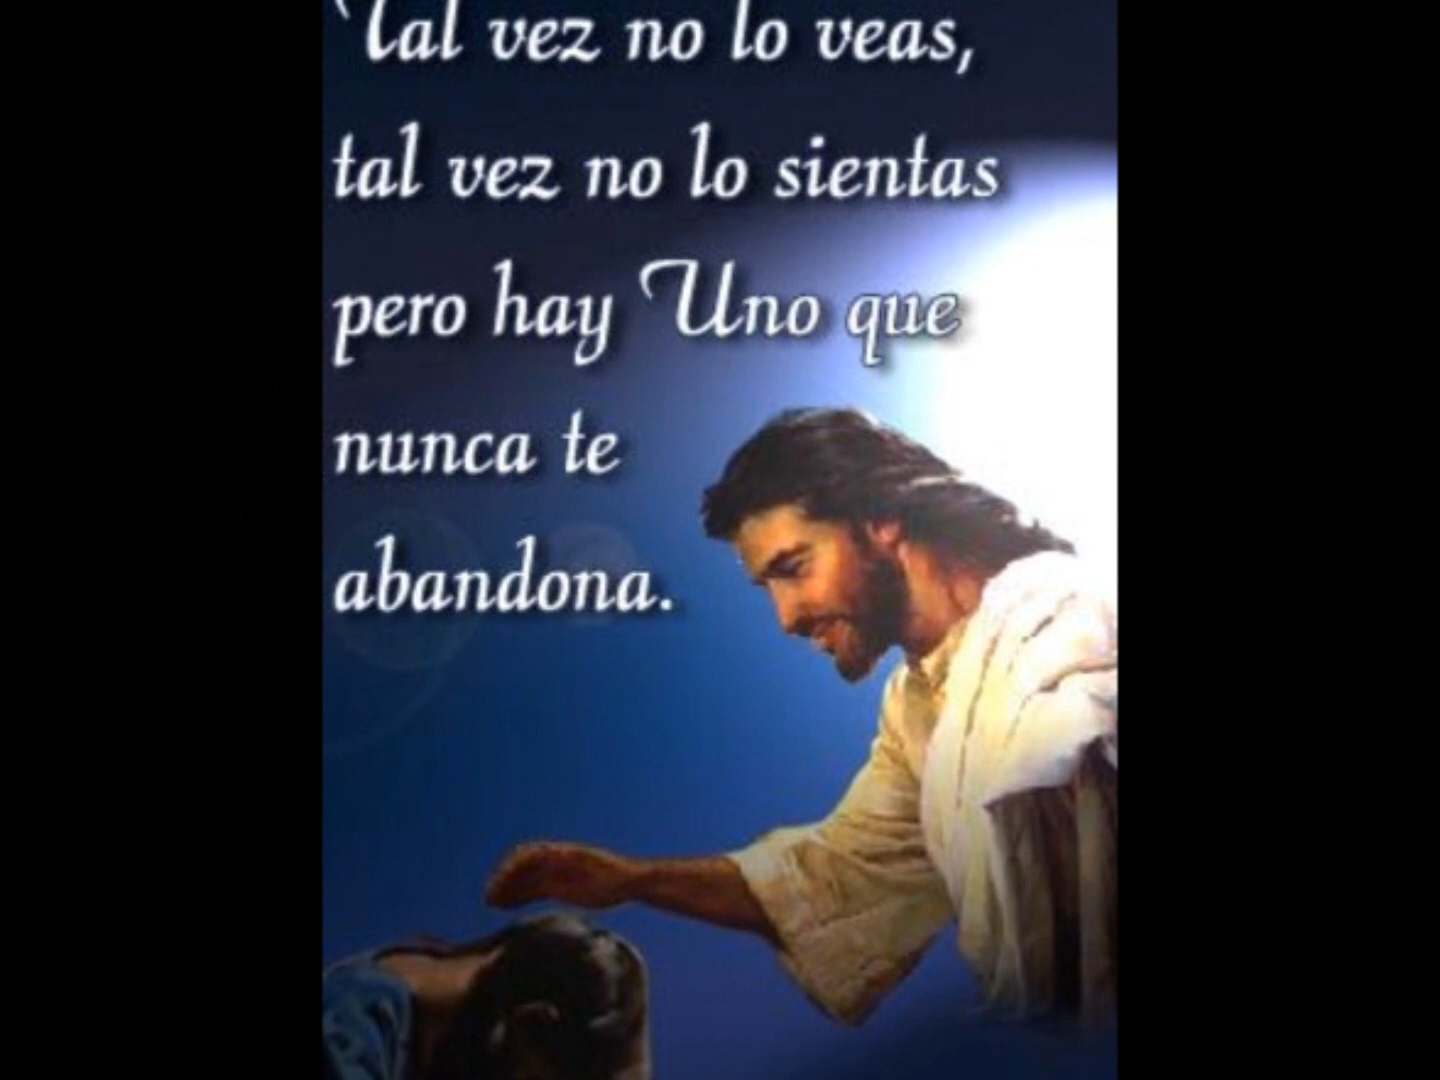 Tal vez no lo veas,
tal vez no lo sientas
pero hay Uno que
nunca te
abandona.